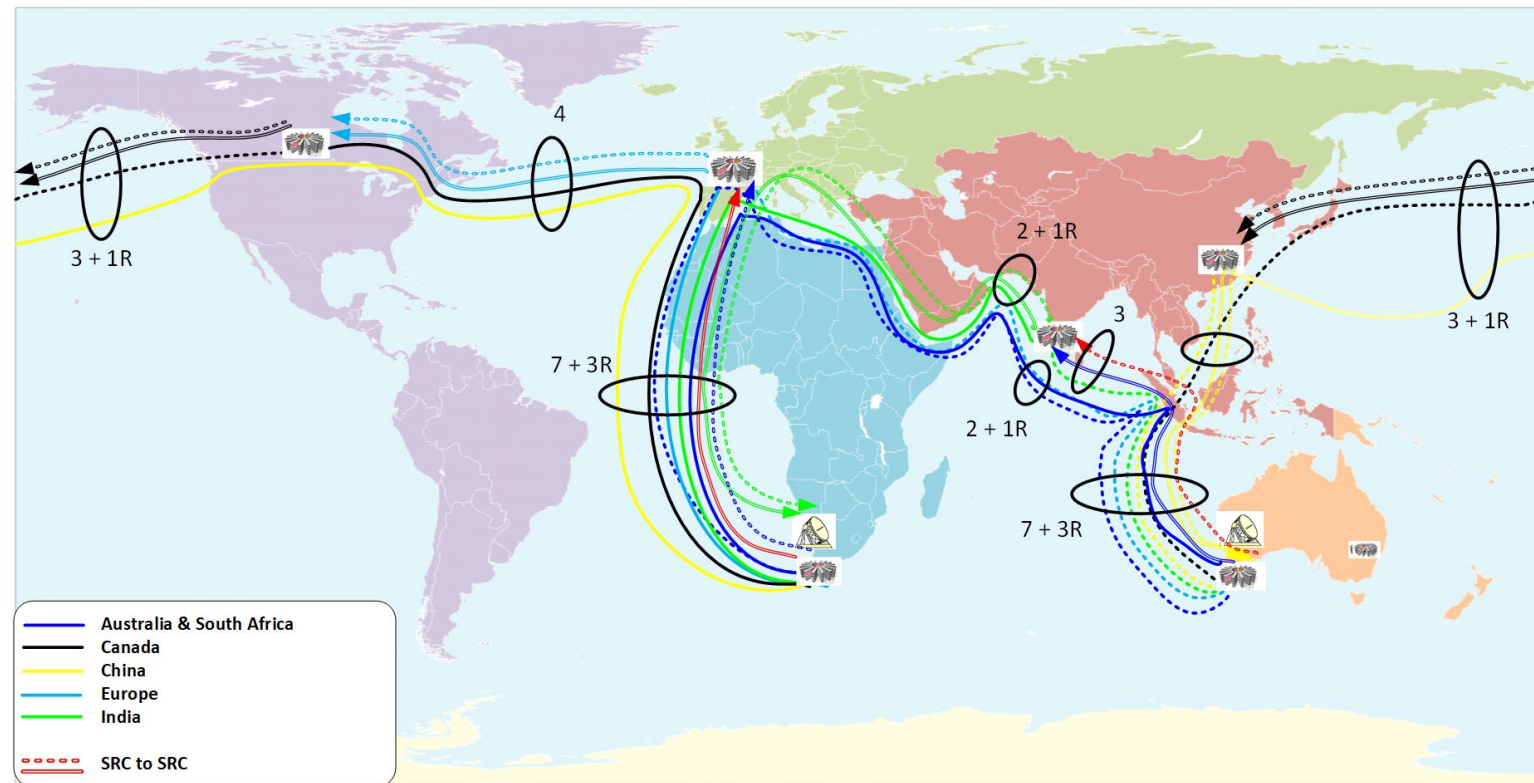 4
3 + 1R
2 + 1R
3
3 + 1R
7 + 3R
2 + 1R
7 + 3R
Australia & South Africa
Canada
China
Europe
India
SRC to SRC